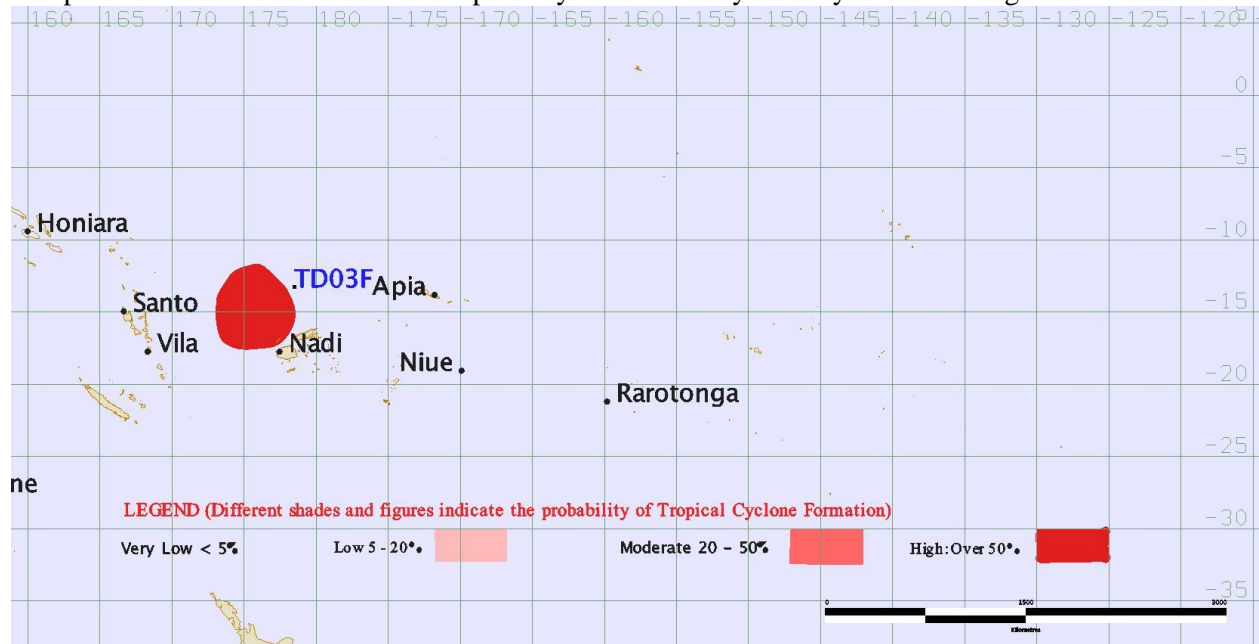 160 165 170 175 180 -175 -170 -165 -160 -155 -150 -145 -140 -135 -130 -125 -120
0
-5
-10
Honiara
TD03F Apia
-15
Santo
Vila Nadi
Niue
-20
Rarotonga
-25
ne
LEGEND (Different shades and figures indicate the probability of Tropical Cyclone Formation)
-30
Very Low < 5% Low 5 - 20% Moderate 20 - 50% High: Over 50%
-35
0 1500 3000
Kilometres